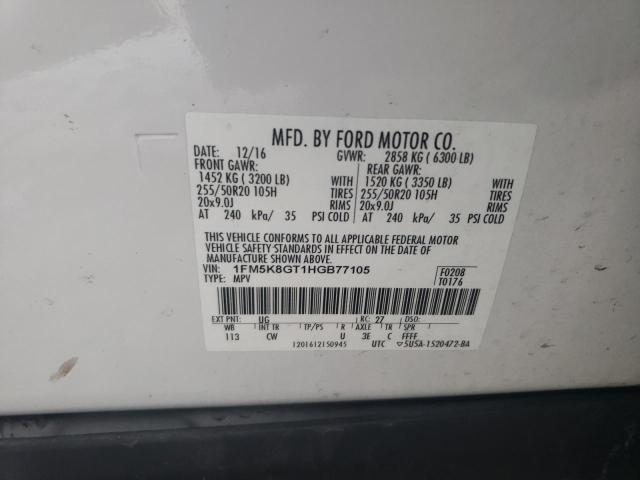 MFD. BY FORD MOTOR CO.
DATE: 12/16 GVWR: 2858 KG ( 6300 LB)
FRONT GAWR: REAR GAWR:
1452 KG ( 3200 LB) WITH 1520 KG ( 3350 LB) WITH
255/50R20 105H TIRES 255/50R20 105H TIRES
20x9.0J RIMS 20x9.0J RIMS
AT 240 kPa/ 35 PSI COLD AT 240 kPa/ 35 PSI COLD
THIS VEHICLE CONFORMS TO ALL APPLICABLE FEDERAL MOTOR
VEHICLE SAFETY STANDARDS IN EFFECT ON THE DATE OF
MANUFACTURE SHOWN ABOVE.
VIN: 1FM5K8GT1HGB77105 F0208
TYPE: MPV T0176
EXT PNT: UG RC: 27 DSO:
WB INT TR TP/PS R AXLE TR SPR
113 CW U 3E C FFFF
1201612150945 UTC 5U5A-1520472-BA